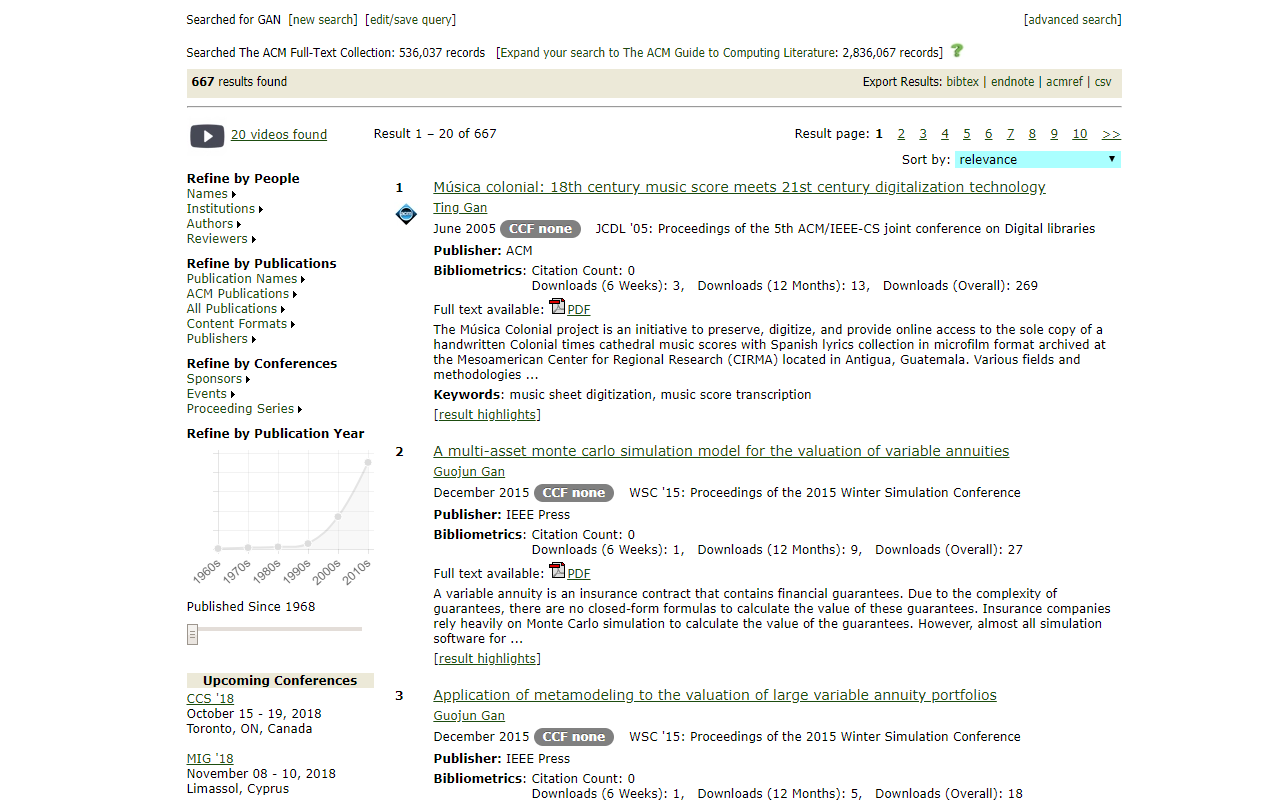 Searched for GAN [new search] [edit/save query] [advanced search]
Searched The ACM Full-Text Collection: 536,037 records [Expand your search to The ACM Guide to Computing Literature: 2,836,067 records] ?
667 results found Export Results: bibtex | endnote | acmref | csv
20 videos found
Result 1 – 20 of 667
Result page: 1 2 3 4 5 6 7 8 9 10 >>
Sort by: relevance
Refine by People
Names
Institutions
Authors
Reviewers
Refine by Publications
Publication Names
ACM Publications
All Publications
Content Formats
Publishers
Refine by Conferences
Sponsors
Events
Proceeding Series
Refine by Publication Year
1960s 1970s 1980s 1990s 2000s 2010s
Published Since 1968
Upcoming Conferences
CCS '18
October 15 - 19, 2018
Toronto, ON, Canada
MIG '18
November 08 - 10, 2018
Limassol, Cyprus
1 Música colonial: 18th century music score meets 21st century digitalization technology
acm
Ting Gan
June 2005 CCF none JCDL '05: Proceedings of the 5th ACM/IEEE-CS joint conference on Digital libraries
Publisher: ACM
Bibliometrics: Citation Count: 0
Downloads (6 Weeks): 3, Downloads (12 Months): 13, Downloads (Overall): 269
Full text available: PDF
The Música Colonial project is an initiative to preserve, digitize, and provide online access to the sole copy of a
handwritten Colonial times cathedral music scores with Spanish lyrics collection in microfilm format archived at
the Mesoamerican Center for Regional Research (CIRMA) located in Antigua, Guatemala. Various fields and
methodologies ...
Keywords: music sheet digitization, music score transcription
[result highlights]
2 A multi-asset monte carlo simulation model for the valuation of variable annuities
Guojun Gan
December 2015 CCF none WSC '15: Proceedings of the 2015 Winter Simulation Conference
Publisher: IEEE Press
Bibliometrics: Citation Count: 0
Downloads (6 Weeks): 1, Downloads (12 Months): 9, Downloads (Overall): 27
Full text available: PDF
A variable annuity is an insurance contract that contains financial guarantees. Due to the complexity of
guarantees, there are no closed-form formulas to calculate the value of these guarantees. Insurance companies
rely heavily on Monte Carlo simulation to calculate the value of the guarantees. However, almost all simulation
software for ...
[result highlights]
3 Application of metamodeling to the valuation of large variable annuity portfolios
Guojun Gan
December 2015 CCF none WSC '15: Proceedings of the 2015 Winter Simulation Conference
Publisher: IEEE Press
Bibliometrics: Citation Count: 0
Downloads (6 Weeks): 1, Downloads (12 Months): 5, Downloads (Overall): 18